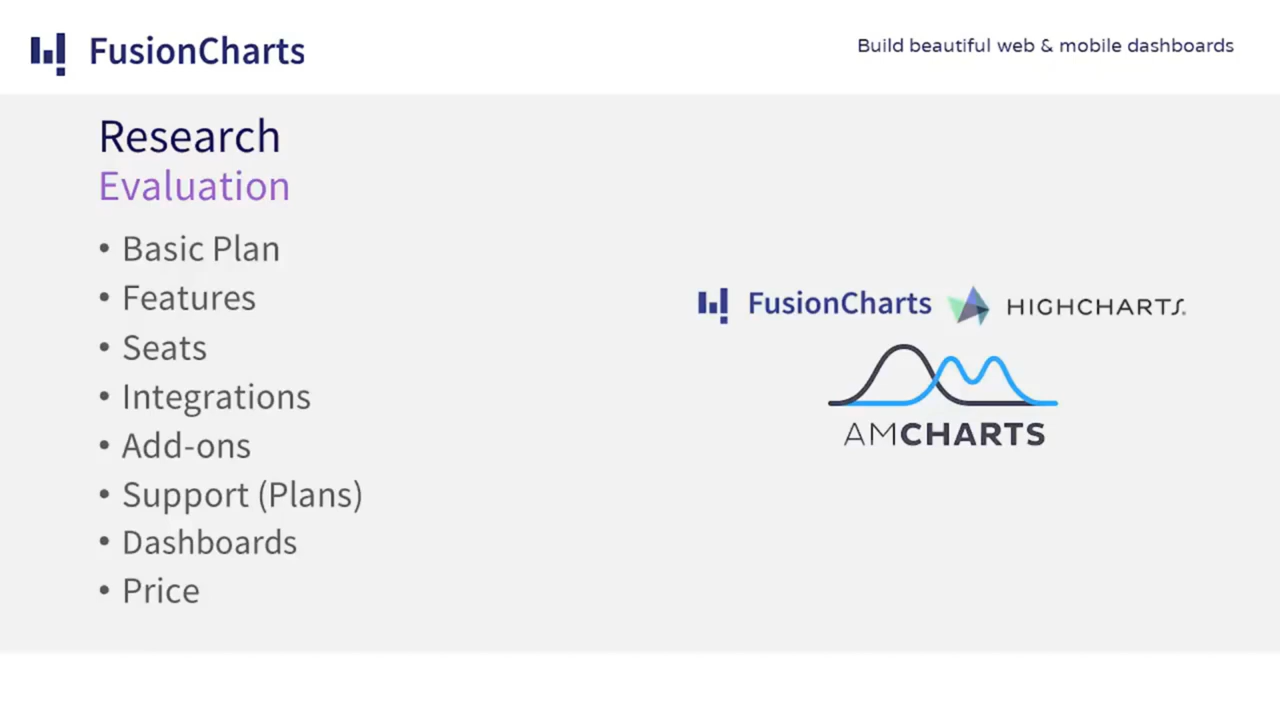 FusionCharts
Build beautiful web & mobile dashboards
Research
Evaluation
• Basic Plan
• Features
• Seats
• Integrations
• Add-ons
• Support (Plans)
• Dashboards
• Price
FusionCharts
HIGHCHARTS®
AMCHARTS